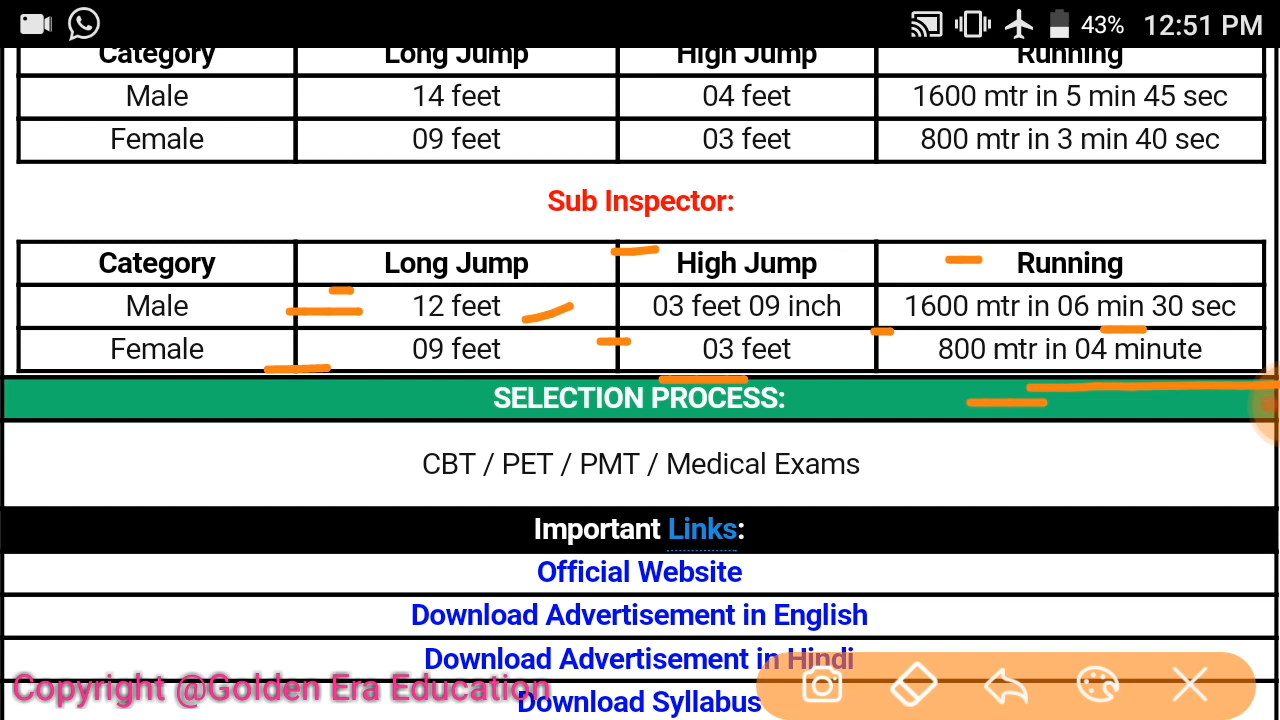 43% 12:51 PM
Category Long Jump High Jump Running
Male 14 feet 04 feet 1600 mtr in 5 min 45 sec
Female 09 feet 03 feet 800 mtr in 3 min 40 sec
Sub Inspector:
Category Long Jump High Jump Running
Male 12 feet 03 feet 09 inch 1600 mtr in 06 min 30 sec
Female 09 feet 03 feet 800 mtr in 04 minute
SELECTION PROCESS:
CBT / PET / PMT / Medical Exams
Important Links:
Official Website
Download Advertisement in English
Download Advertisement in Hindi
Copyright @Golden Era Education
Download Syllabus